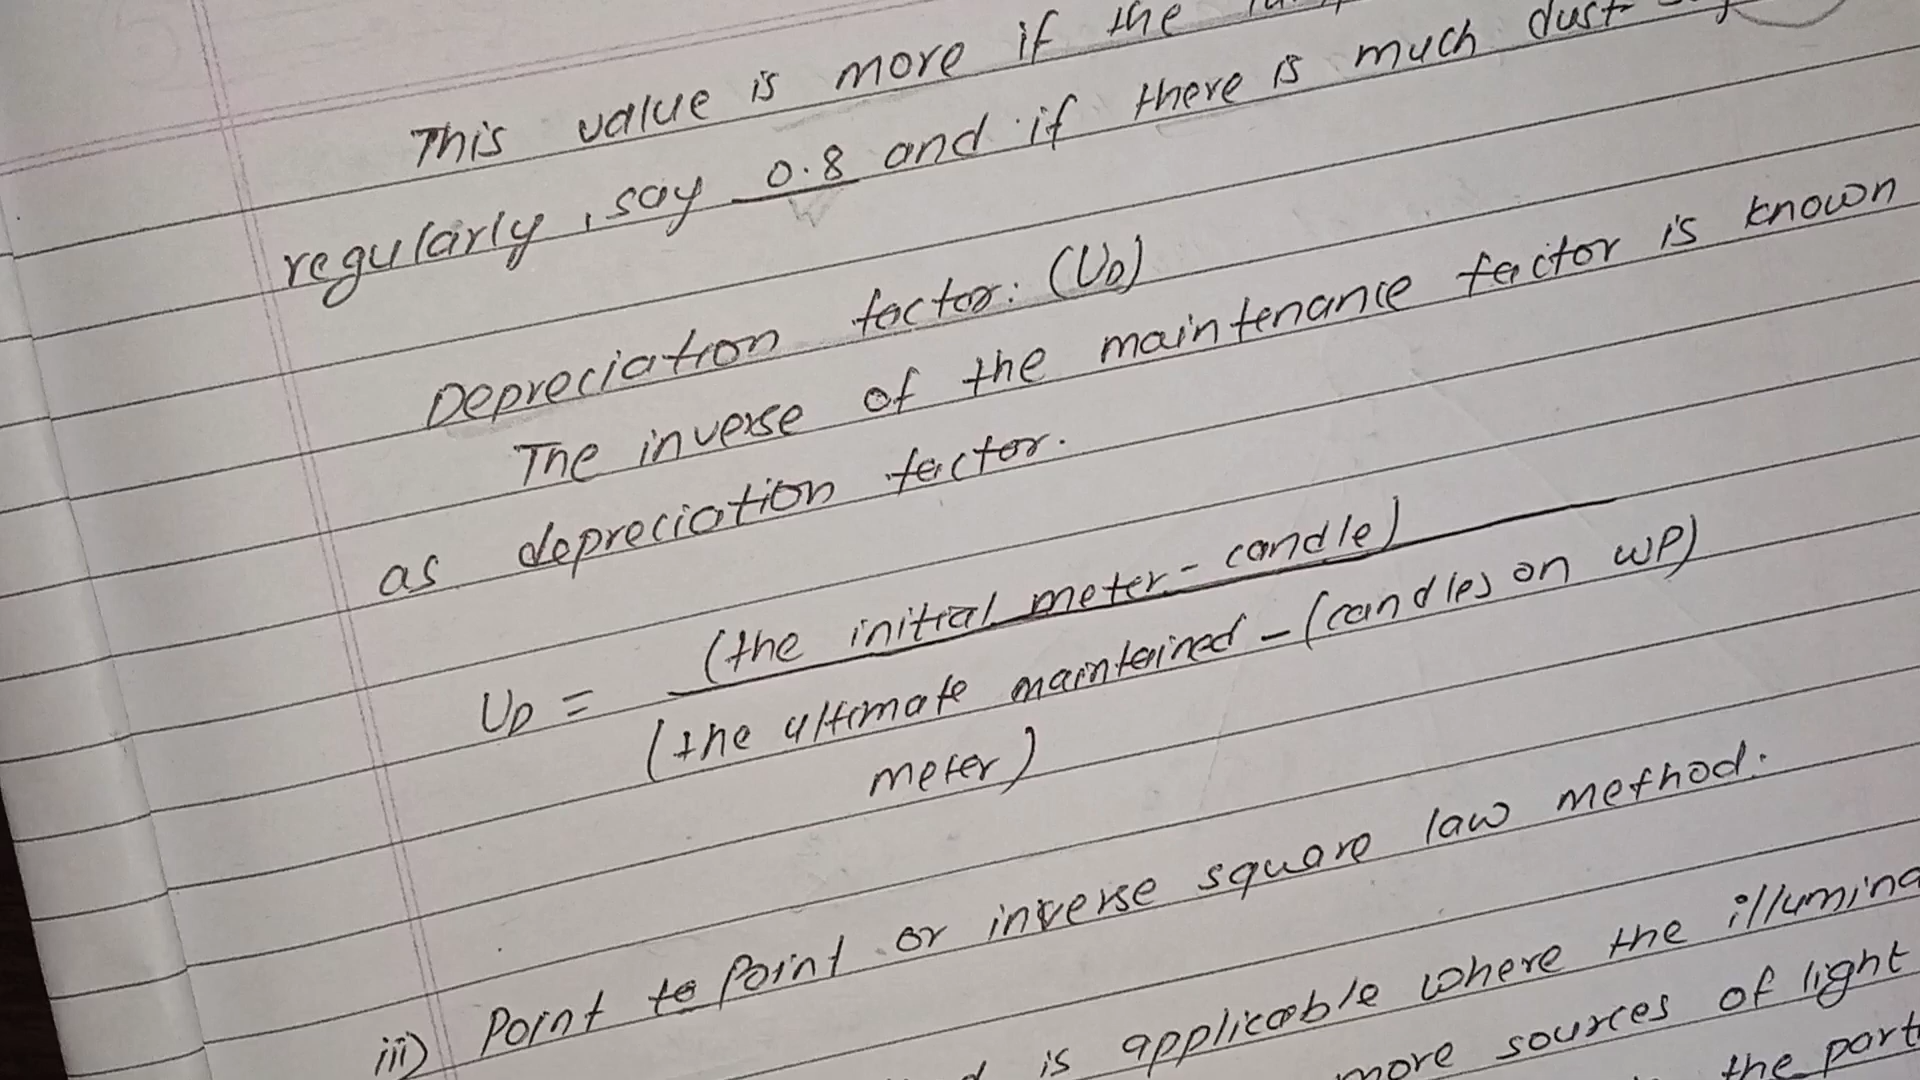 This value is more if the
regularly, say 0.8 and if there is much dust
Depreciation factor: (UD)
The inverse of the maintenance factor is known
as depreciation factor.
UD = (the initial meter-candle)
(the ultimate maintained - (candles on WP)
meter)
iii) Point to Point or inverse square law method.
is applicable where the illumina
more sources of light
the part